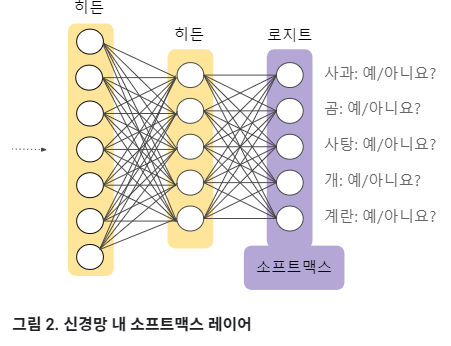 히든
히든
로지트
사과: 예/아니요?
곰: 예/아니요?
사탕: 예/아니요?
개: 예/아니요?
계란: 예/아니요?
소프트맥스
그림 2. 신경망 내 소프트맥스 레이어